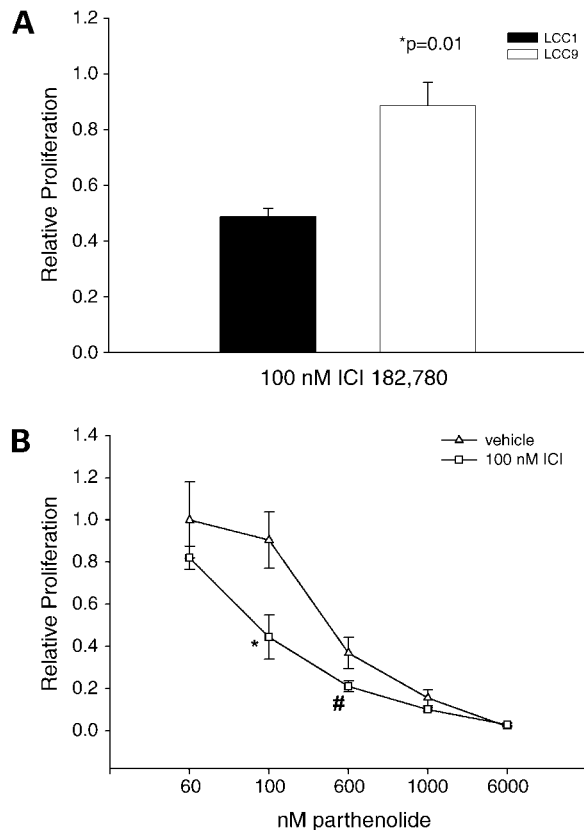 A
1.2
1.0
0.8
0.6
0.4
0.2
0.0
Relative Proliferation
*p=0.01
LCC1
LCC9
100 nM ICI 182,780
B
1.4
1.2
1.0
0.8
0.6
0.4
0.2
0.0
Relative Proliferation
vehicle
100 nM ICI
*
#
60 100 600 1000 6000
nM parthenolide